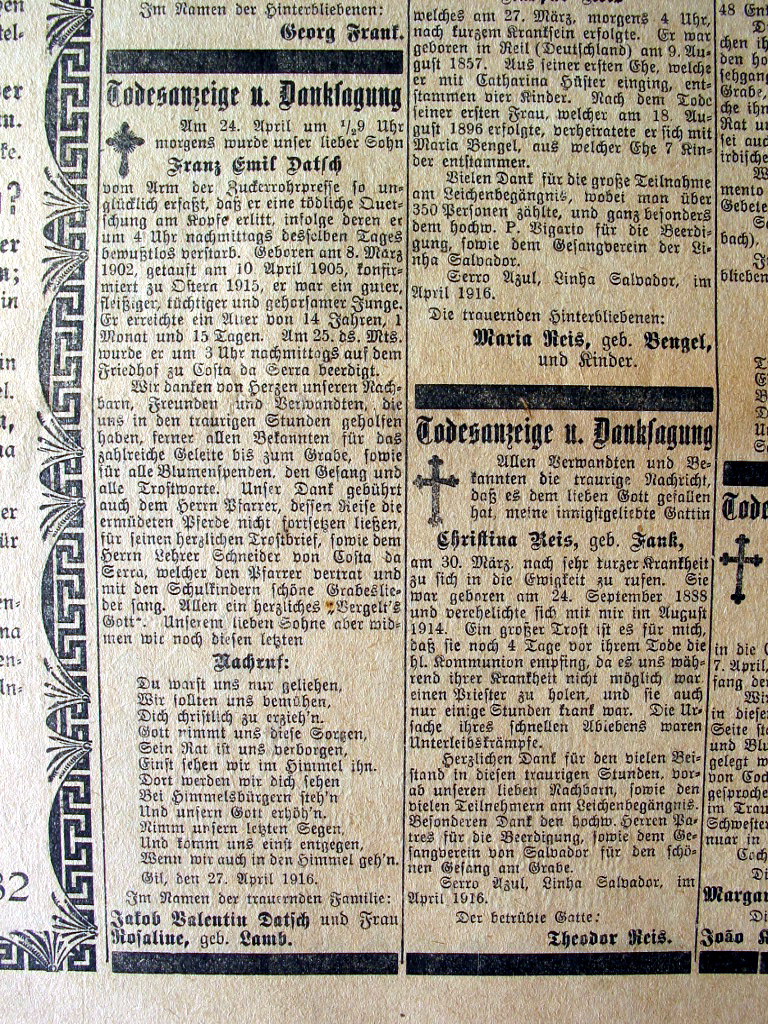 Im Namen der Hinterbliebenen:
Georg Frank.
Todesanzeige u. Danksagung
Am 24. April um ½9 Uhr
morgens wurde unser lieber Sohn
Franz Emil Datsch
vom Arm der Zuckerrohrpresse so un-
glücklich erfaßt, daß er eine tödliche Quet-
schung am Kopfe erlitt, infolge deren er
um 4 Uhr nachmittags desselben Tages
bewußtlos verstarb. Geboren am 8. März
1902, getauft am 10. April 1905, konfir-
miert zu Ostern 1915, er war ein guter,
fleißiger, tüchtiger und gehorsamer Junge.
Er erreichte ein Auer von 14 Jahren, 1
Monat und 15 Tagen. Am 25. ds. Mts.
wurde er um 3 Uhr nachmittags auf dem
Friedhof zu Costa da Serra beerdigt.
Wir danken von Herzen unseren Nach-
barn, Freunden und Verwandten, die
uns in den traurigen Stunden geholfen
haben, ferner allen Bekannten für das
zahlreiche Geleite bis zum Grabe, sowie
für alle Blumenspenden, den Gesang und
alle Trostworte. Unser Dank gebührt
auch dem Herrn Pfarrer, dessen Reise die
ermüdeten Pferde nicht fortsetzen ließen,
für seinen herzlichen Trostbrief, sowie dem
Herrn Lehrer Schneider von Costa da
Serra, welcher den Pfarrer vertrat und
mit den Schulkindern schöne Grabeslie-
der sang. Allen ein herzliches „Vergelt's
Gott“. Unserem lieben Sohne aber wid-
men wir noch diesen letzten
Nachruf:
Du warst uns nur geliehen,
Wir sollten uns bemühen,
Dich christlich zu erzieh'n.
Gott nimmt uns diese Sorgen,
Sein Rat ist uns verborgen,
Einst sehen wir im Himmel ihn.
Dort werden wir dich sehen
Bei Himmelsbürgern steh'n
Und unsern Gott erhöh'n.
Nimm unsern letzten Segen,
Und komm uns einst entgegen,
Wenn wir auch in den Himmel geh'n.
Gil, den 27. April 1916.
Im Namen der trauernden Familie:
Jakob Valentin Datsch und Frau
Rosaline, geb. Lamb.
welches am 27. März, morgens 4 Uhr,
nach kurzem Kranksein erfolgte. Er war
geboren in Reil (Deutschland) am 9. Au-
gust 1857. Aus seiner ersten Ehe, welche
er mit Catharina Hüster einging, ent-
stammen vier Kinder. Nach dem Tode
seiner ersten Frau, welcher am 18. Au-
gust 1896 erfolgte, verheiratete er sich mit
Maria Bengel, aus welcher Ehe 7 Kin-
der entstammen.
Vielen Dank für die große Teilnahme
am Leichenbegängnis, wobei man über
350 Personen zählte, und ganz besonders
dem hochw. P. Vigario für die Beerdi-
gung, sowie dem Gesangverein der Li-
nha Salvador.
Serro Azul, Linha Salvador, im
April 1916.
Die trauernden Hinterbliebenen:
Maria Reis, geb. Bengel,
und Kinder.
Todesanzeige u. Danksagung
Allen Verwandten und Be-
kannten die traurige Nachricht,
daß es dem lieben Gott gefallen
hat, meine innigstgeliebte Gattin
Christina Reis, geb. Fank,
am 30. März, nach sehr kurzer Krankheit
zu sich in die Ewigkeit zu rufen. Sie
war geboren am 24. September 1888
und verehelichte sich mit mir im August
1914. Ein großer Trost ist es für mich,
daß sie noch 4 Tage vor ihrem Tode die
hl. Kommunion empfing, da es uns wäh-
rend ihrer Krankheit nicht möglich war
einen Priester zu holen, und sie auch
nur einige Stunden krank war. Die Ur-
sache ihres schnellen Ablebens waren
Unterleibskrämpfe.
Herzlichen Dank für den vielen Bei-
stand in diesen traurigen Stunden, vor-
ab unseren lieben Nachbarn, sowie den
vielen Teilnehmern am Leichenbegängnis.
Besonderen Dank den hochw. Herren Pa-
tres für die Beerdigung, sowie dem Ge-
sangverein von Salvador für den schö-
nen Gesang am Grabe.
Serro Azul, Linha Salvador, im
April 1916.
Der betrübte Gatte:
Theodor Reis.